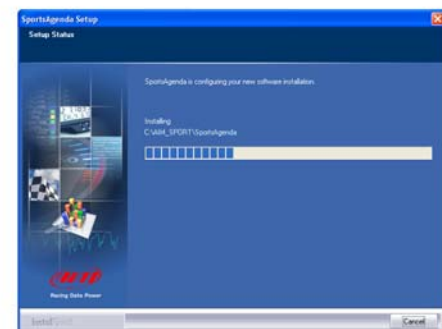 SportsAgenda Setup
Setup Status
SportsAgenda is configuring your new software installation.
Installing
C:\AIM_SPORT\SportsAgenda
AIM
Racing Data Power
InstallShield
Cancel